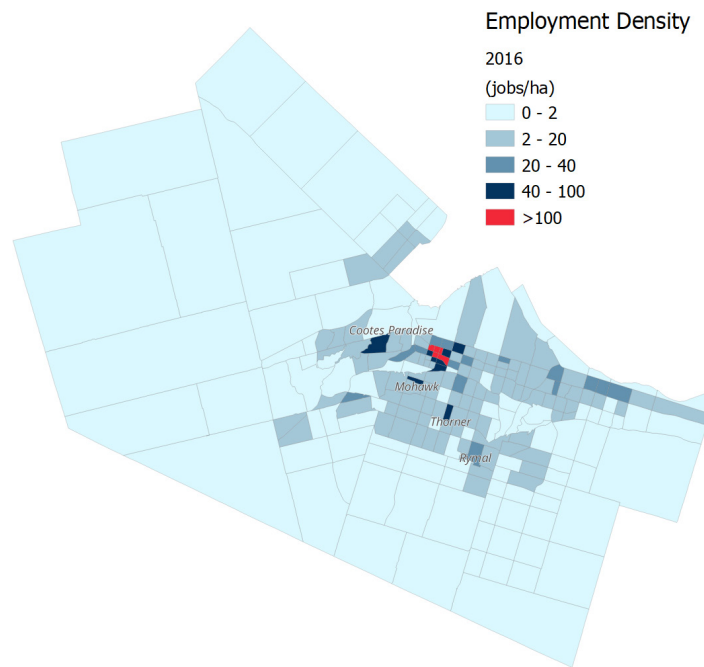 Employment Density
2016
(jobs/ha)
0 - 2
2 - 20
20 - 40
40 - 100
>100
Cootes Paradise
Mohawk
Thorner
Rymal